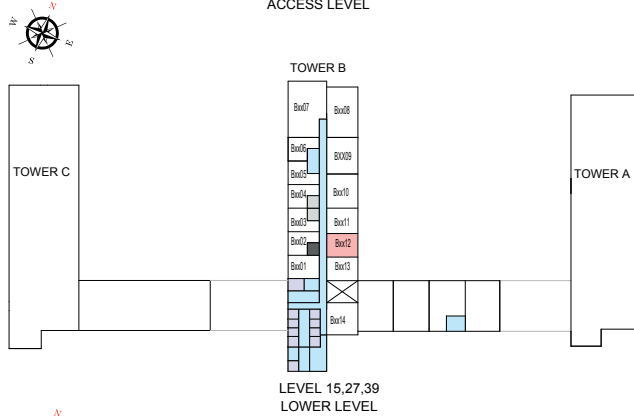 ACCESS LEVEL
N
W
E
S
TOWER B
Bxx07
Bxx08
Bxx06
BXX09
Bxx05
TOWER C
TOWER A
Bxx04
Bxx10
Bxx03
Bxx11
Bxx02
Bxx12
Bxx01
Bxx13
Bxx14
LEVEL 15,27,39
LOWER LEVEL
N